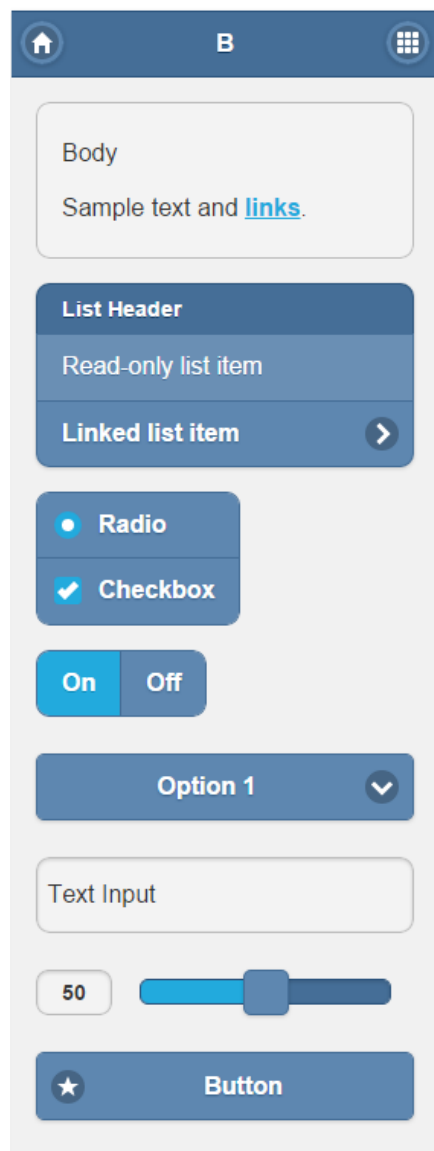 B
Body
Sample text and links.
List Header
Read-only list item
Linked list item
Radio
Checkbox
On Off
Option 1
Text Input
50
Button